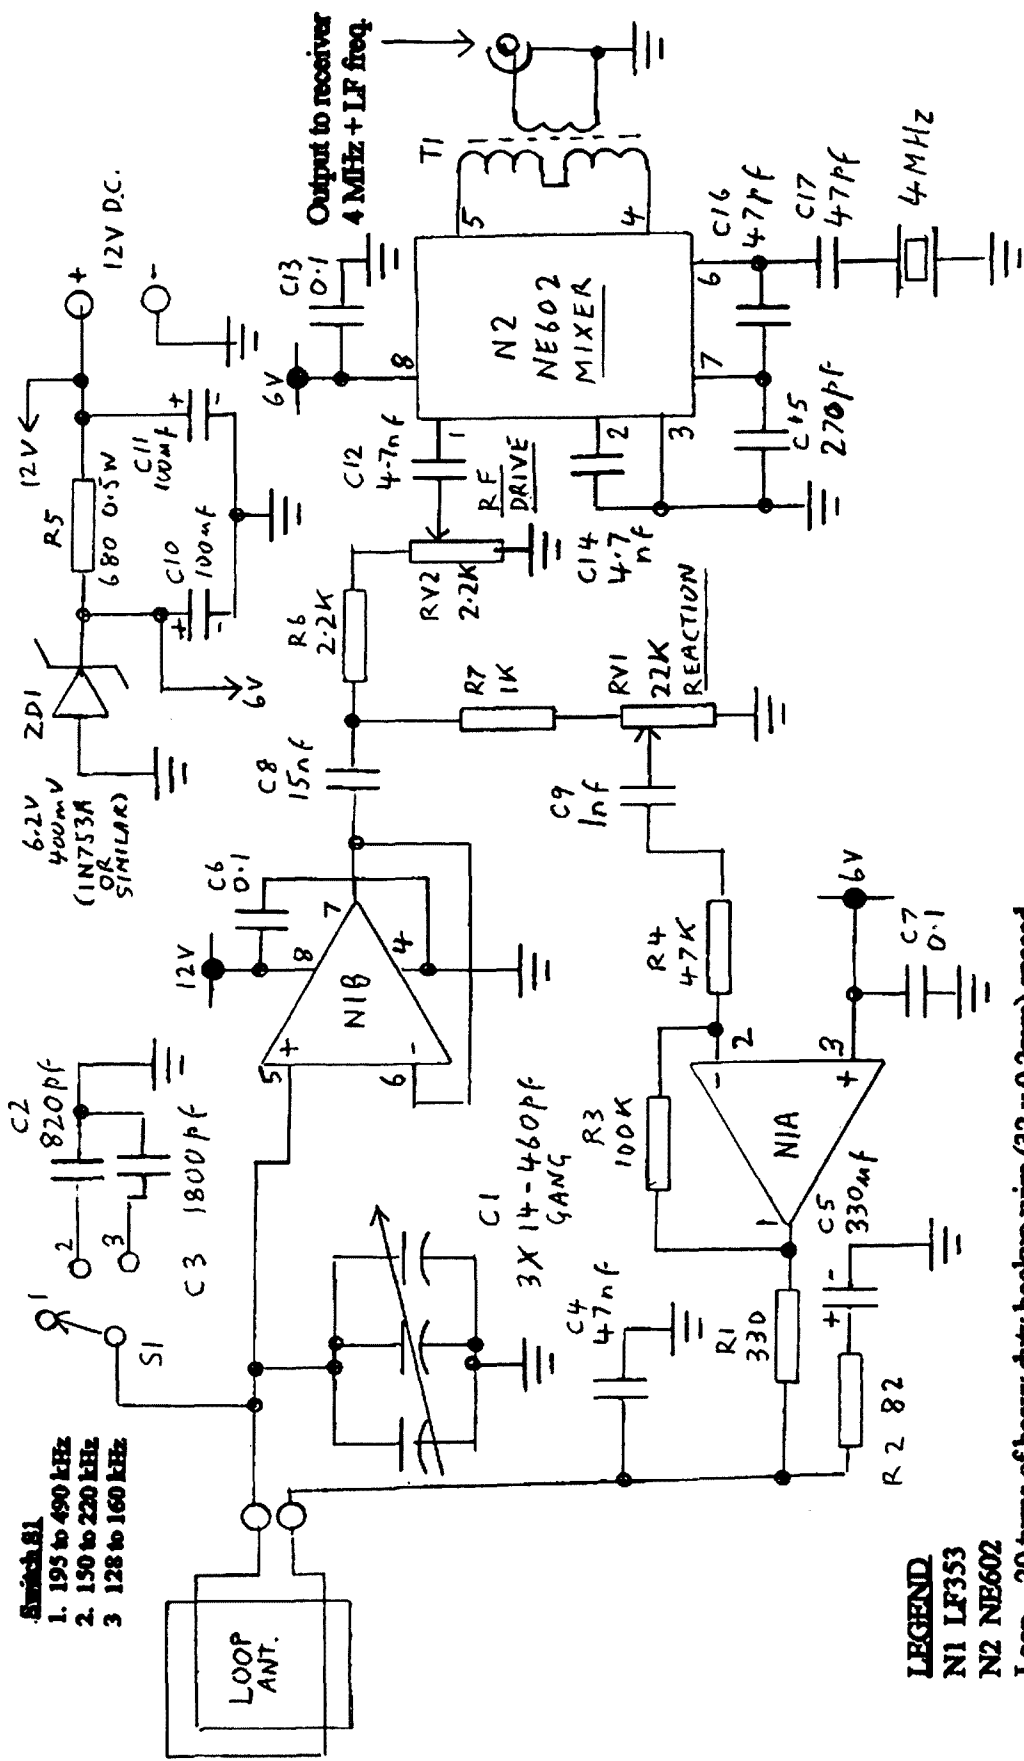 Switch S1
1. 195 to 490 kHz
2. 150 to 220 kHz
3 128 to 160 kHz
LOOP
ANT.
S1
1
2
3
C2
820pf
C3 1800pf
C1
3X 14-460pf
GANG
12V
C6
0.1
5
+
6
-
8
7
4
N1B
C8
15nf
6.2V
400mV
(IN753A
OR
SIMILAR)
ZD1
R5
680 0.5W
12V
+
12V D.C.
-
6V
C10
100uf
+
-
C11
100uf
+
-
R6
2.2K
RV2
2.2K
RF
DRIVE
C12
4.7nf
6V
C13
0.1
Output to receiver
4 MHz + LF freq.
T1
N2
NE602
MIXER
1
2
3
4
5
6
7
8
C14
4.7
nf
C15
270pf
C16
47pf
C17
47pf
4MHz
R7
1K
RV1
22K
REACTION
C9
1nf
R4
47K
R3
100K
N1A
-
2
+
3
1
6V
C7
0.1
C4
47nf
R1
330
C5
330uf
+
-
R2 82
LEGEND
N1 LF353
N2 NE602